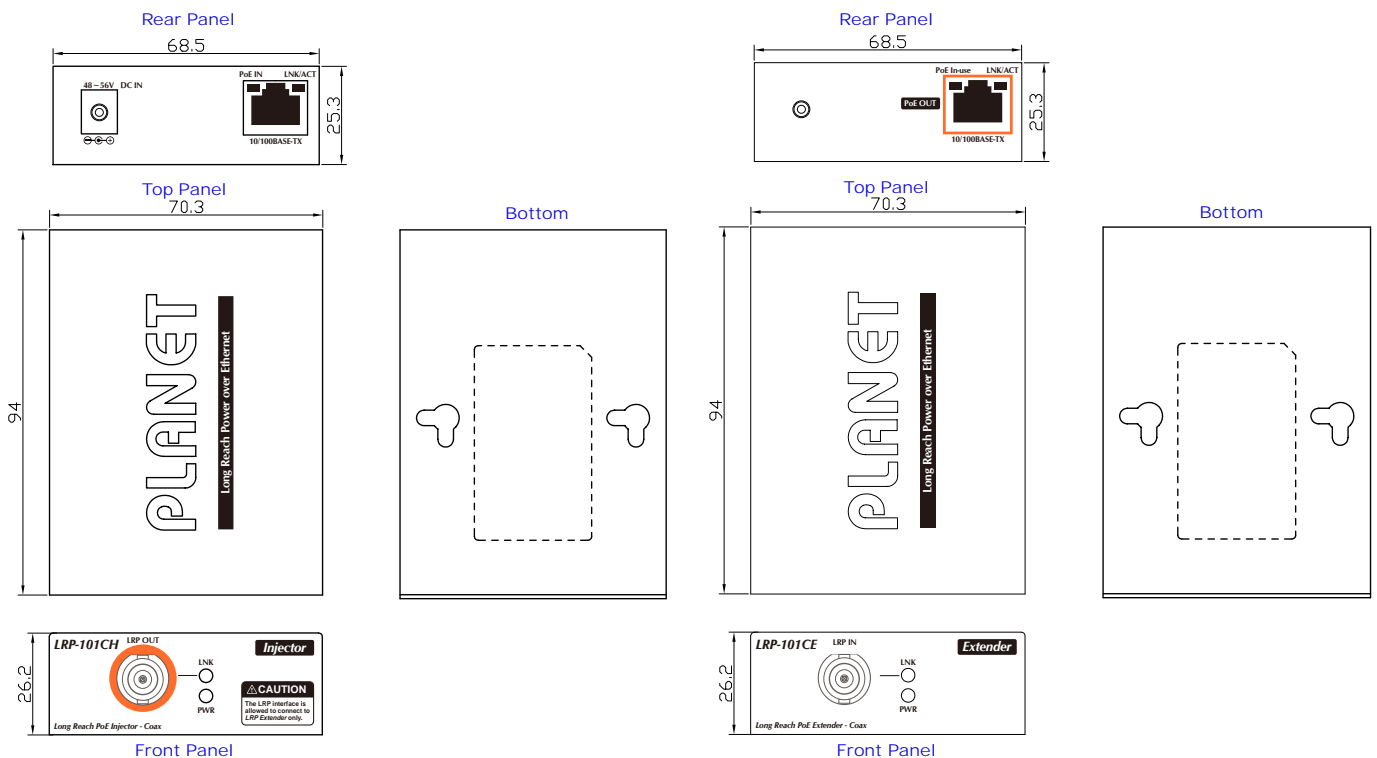 Rear Panel
68.5
48~56V DC IN
PoE IN
LNK/ACT
10/100BASE-TX
25.3
Top Panel
70.3
94
PLANET
Long Reach Power over Ethernet
Bottom
LRP-101CH
LRP OUT
Injector
LNK
PWR
CAUTION
The LRP interface is
allowed to connect to
LRP Extender only.
Long Reach PoE Injector - Coax
26.2
Front Panel
Rear Panel
68.5
PoE In-use
LNK/ACT
PoE OUT
10/100BASE-TX
25.3
Top Panel
70.3
94
PLANET
Long Reach Power over Ethernet
Bottom
LRP-101CE
LRP IN
Extender
LNK
PWR
Long Reach PoE Extender - Coax
26.2
Front Panel